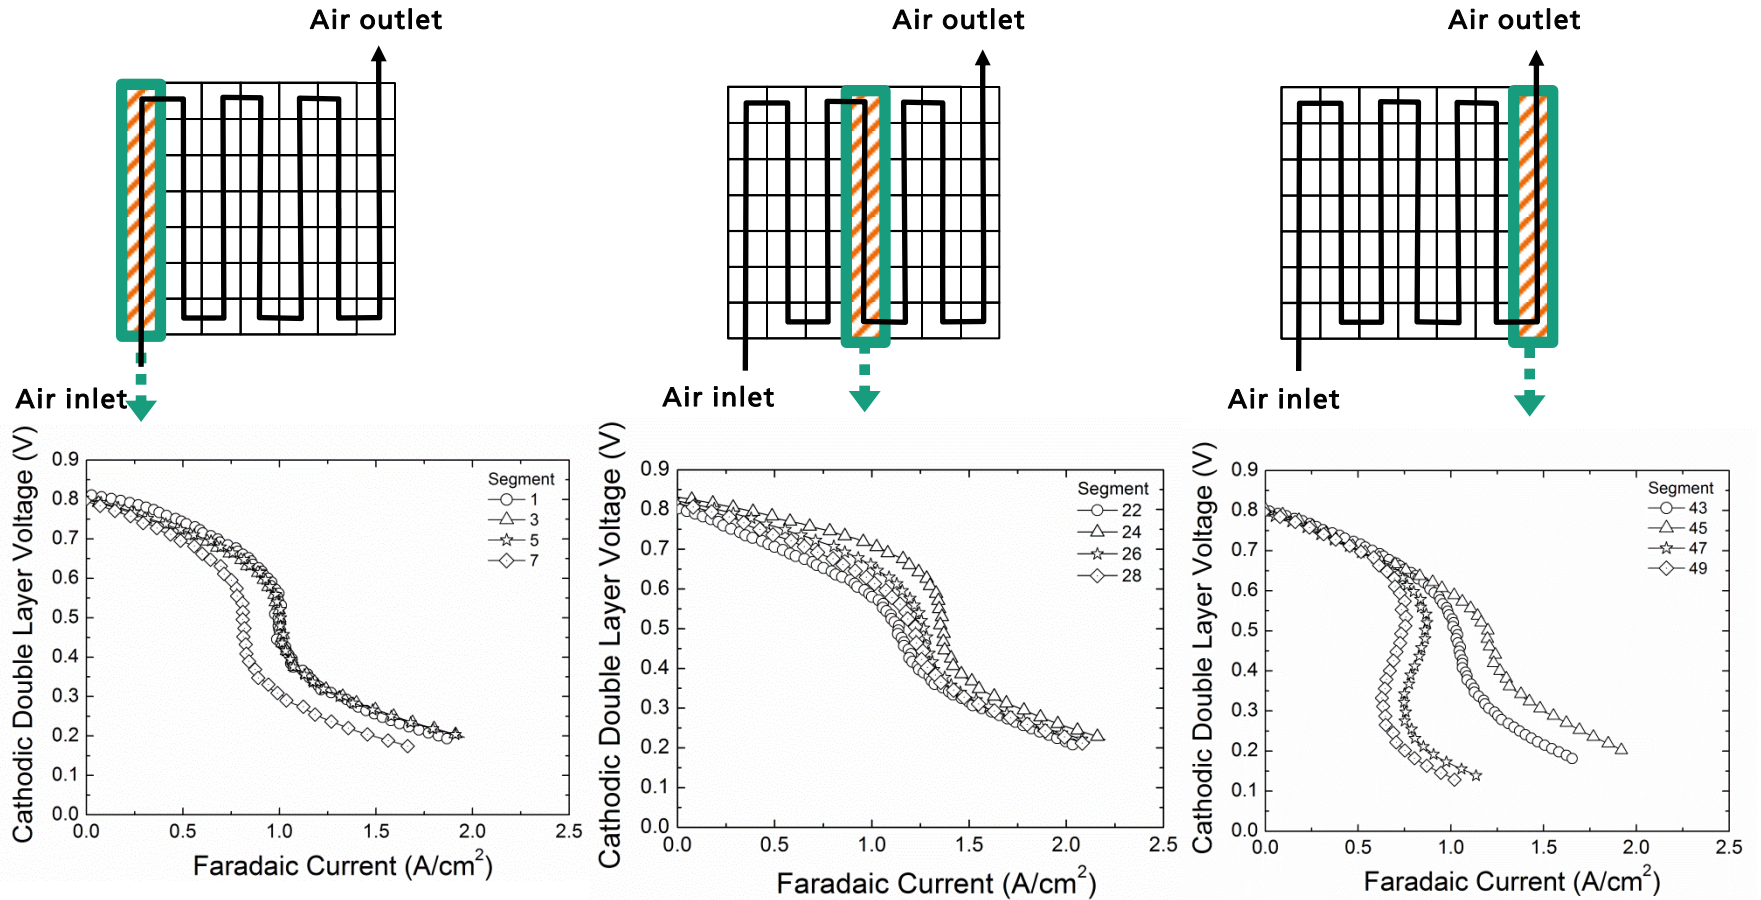 Air outlet
Air inlet
Cathodic Double Layer Voltage (V)
0.9
0.8
0.7
0.6
0.5
0.4
0.3
0.2
0.1
0.0
Segment
1
3
5
7
0.0 0.5 1.0 1.5 2.0 2.5
Faradaic Current (A/cm²)
Air outlet
Air inlet
Cathodic Double Layer Voltage (V)
0.9
0.8
0.7
0.6
0.5
0.4
0.3
0.2
0.1
0.0
Segment
22
24
26
28
0.0 0.5 1.0 1.5 2.0 2.5
Faradaic Current (A/cm²)
Air outlet
Air inlet
Cathodic Double Layer Voltage (V)
0.9
0.8
0.7
0.6
0.5
0.4
0.3
0.2
0.1
0.0
Segment
43
45
47
49
0.0 0.5 1.0 1.5 2.0 2.5
Faradaic Current (A/cm²)